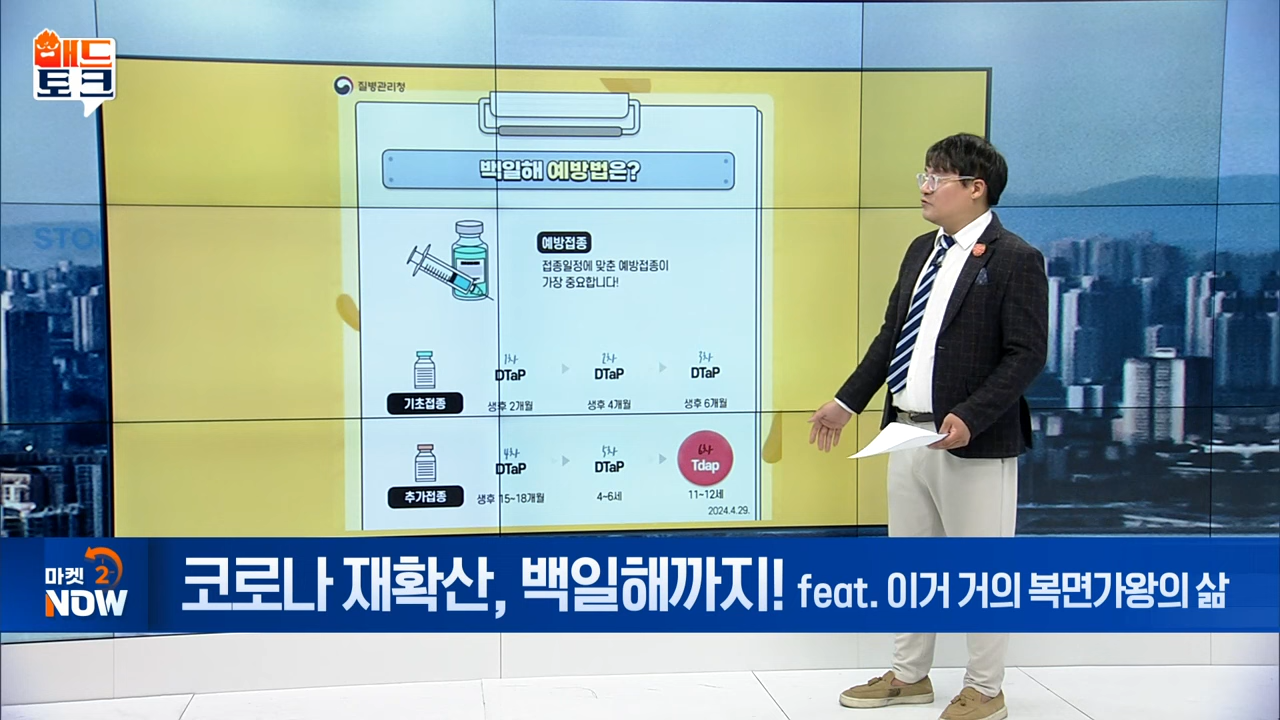 매드
토크
질병관리청
백일해 예방법은?
STO
예방접종
접종일정에 맞춘 예방접종이
가장 중요합니다!
1차 2차 3차
DTaP DTaP DTaP
기초접종 생후 2개월 생후 4개월 생후 6개월
4차 5차 6차
DTaP DTaP Tdap
추가접종 생후 15~18개월 4~6세 11~12세
2024.4.29.
마켓 2
NOW
코로나 재확산, 백일해까지! feat. 이거 거의 복면가왕의 삶